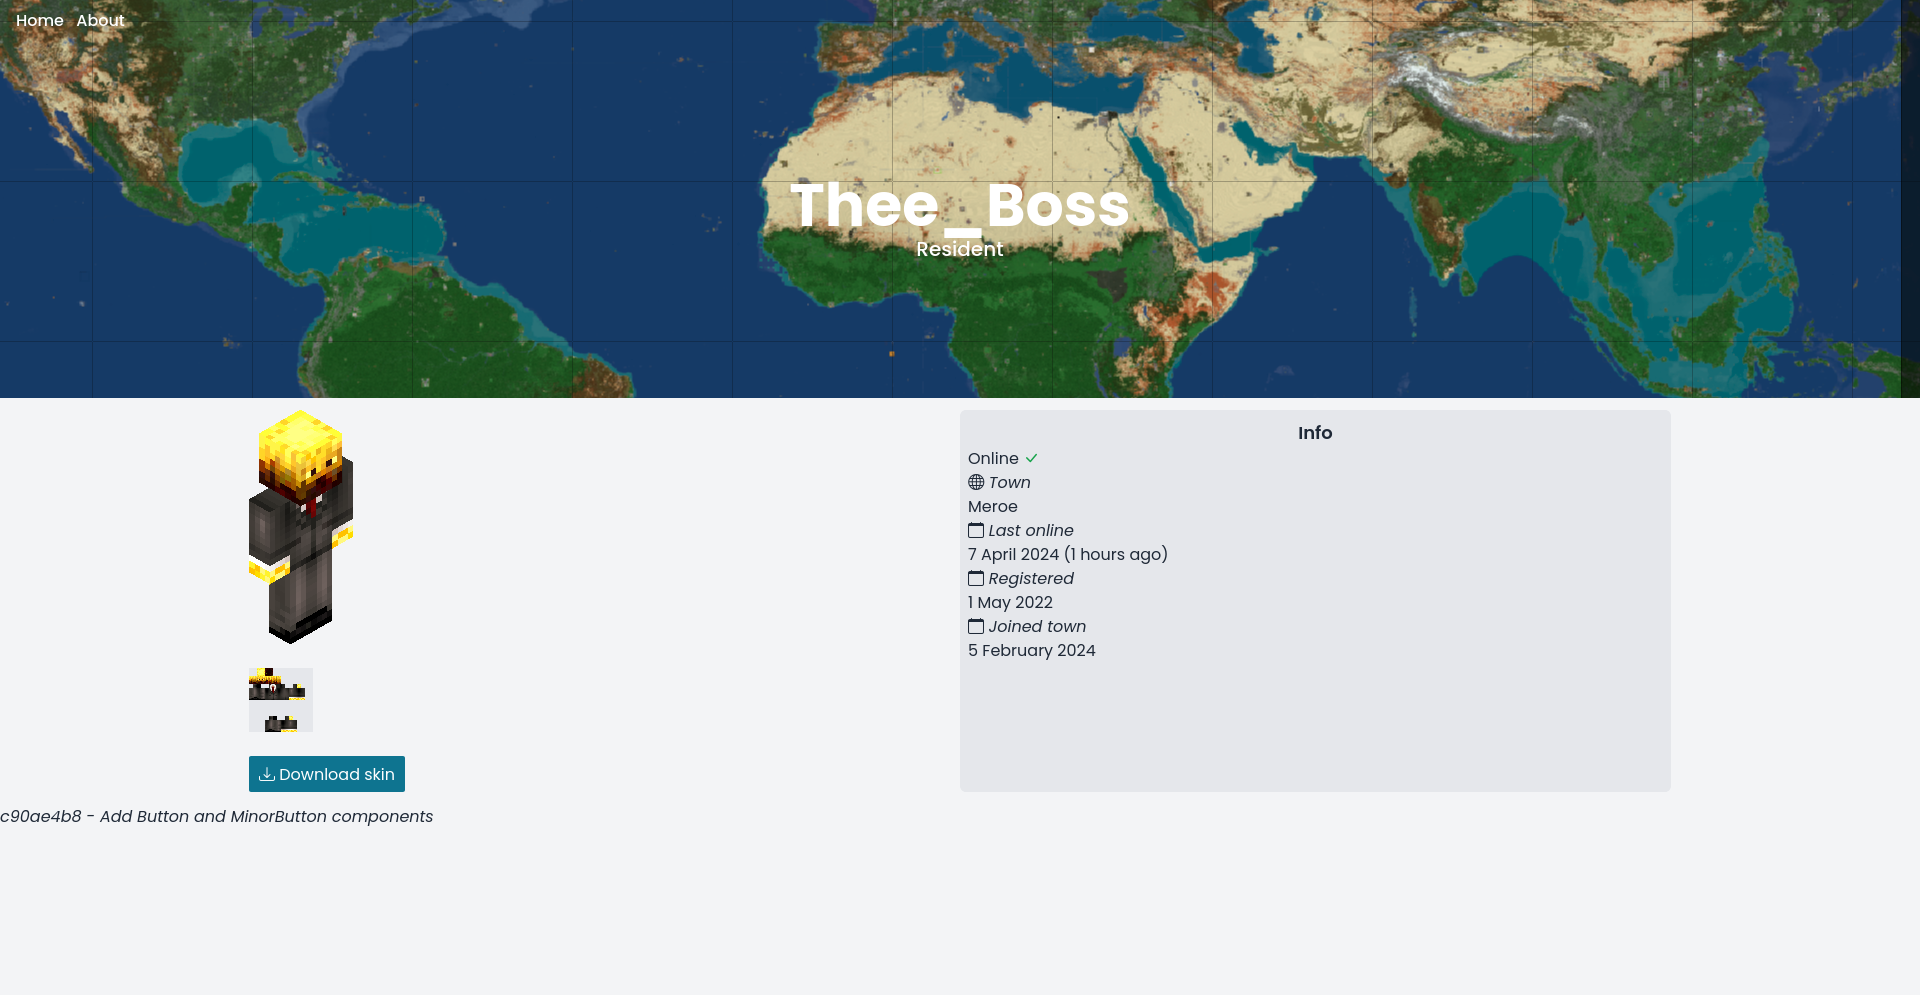 Home About
Thee_Boss
Resident
Info
Online
Town
Meroe
Last online
7 April 2024 (1 hours ago)
Registered
1 May 2022
Joined town
5 February 2024
Download skin
c90ae4b8 - Add Button and MinorButton components